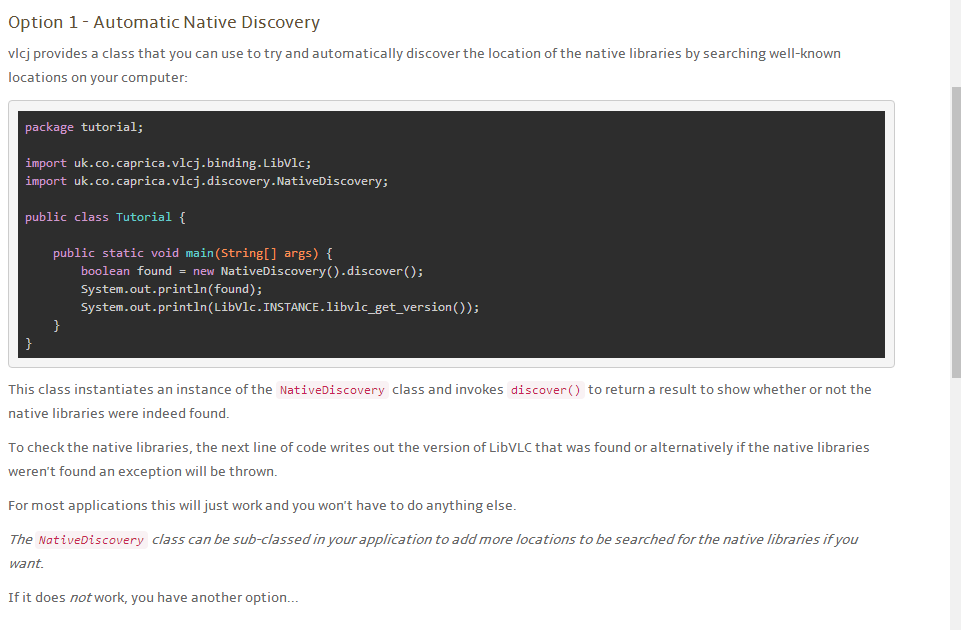 Option 1 - Automatic Native Discovery
vlcj provides a class that you can use to try and automatically discover the location of the native libraries by searching well-known
locations on your computer:
package tutorial;
import uk.co.caprica.vlcj.binding.LibVlc;
import uk.co.caprica.vlcj.discovery.NativeDiscovery;
public class Tutorial {
    public static void main(String[] args) {
        boolean found = new NativeDiscovery().discover();
        System.out.println(found);
        System.out.println(LibVlc.INSTANCE.libvlc_get_version());
    }
}
This class instantiates an instance of the NativeDiscovery class and invokes discover() to return a result to show whether or not the
native libraries were indeed found.
To check the native libraries, the next line of code writes out the version of LibVLC that was found or alternatively if the native libraries
weren't found an exception will be thrown.
For most applications this will just work and you won't have to do anything else.
The NativeDiscovery class can be sub-classed in your application to add more locations to be searched for the native libraries if you
want.
If it does not work, you have another option...